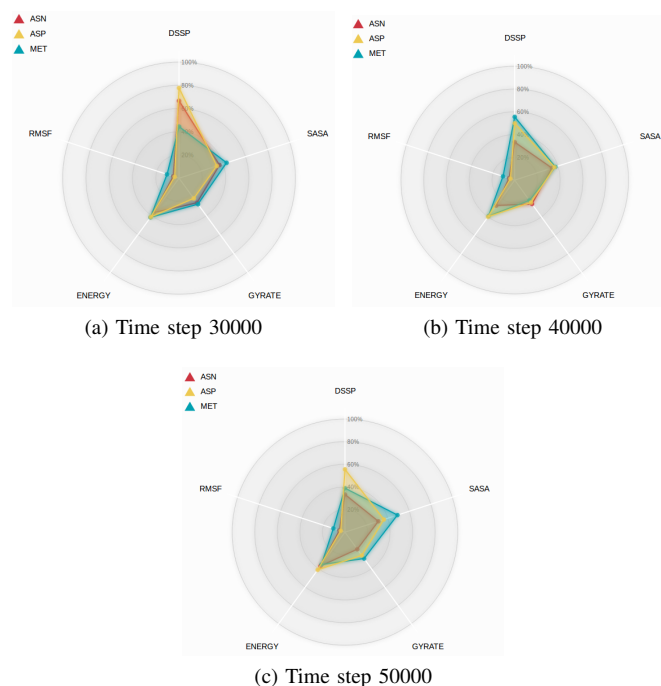 ASN
ASP
MET
DSSP
100%
80%
SASA
RMSF
ENERGY
GYRATE
(a) Time step 30000
ASN
ASP
MET
DSSP
100%
80%
60%
SASA
RMSF
ENERGY
GYRATE
(b) Time step 40000
ASN
ASP
MET
DSSP
100%
80%
60%
40%
SASA
RMSF
ENERGY
GYRATE
(c) Time step 50000